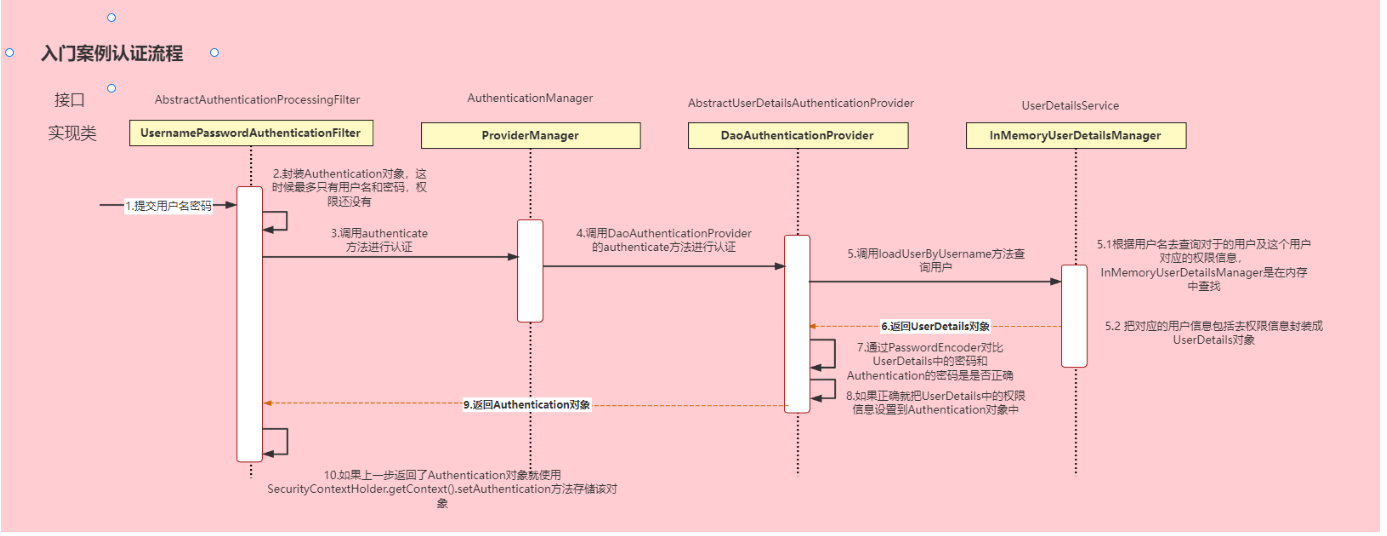 入门案例认证流程
接口
AbstractAuthenticationProcessingFilter
AuthenticationManager
AbstractUserDetailsAuthenticationProvider
UserDetailsService
实现类
UsernamePasswordAuthenticationFilter
ProviderManager
DaoAuthenticationProvider
InMemoryUserDetailsManager
1.提交用户名密码
2.封装Authentication对象，这
时候最多只有用户名和密码，权
限还没有
3.调用authenticate
方法进行认证
4.调用DaoAuthenticationProvider
的authenticate方法进行认证
5.调用loadUserByUsername方法查
询用户
5.1根据用户名去查询对于的用户及这个用户
对应的权限信息，
InMemoryUserDetailsManager是在内存
中查找
5.2 把对应的用户信息包括去权限信息封装成
UserDetails对象
6.返回UserDetails对象
7.通过PasswordEncoder对比
UserDetails中的密码和
Authentication的密码是是否正确
8.如果正确就把UserDetails中的权限
信息设置到Authentication对象中
9.返回Authentication对象
10.如果上一步返回了Authentication对象就使用
SecurityContextHolder.getContext().setAuthentication方法存储该对
象